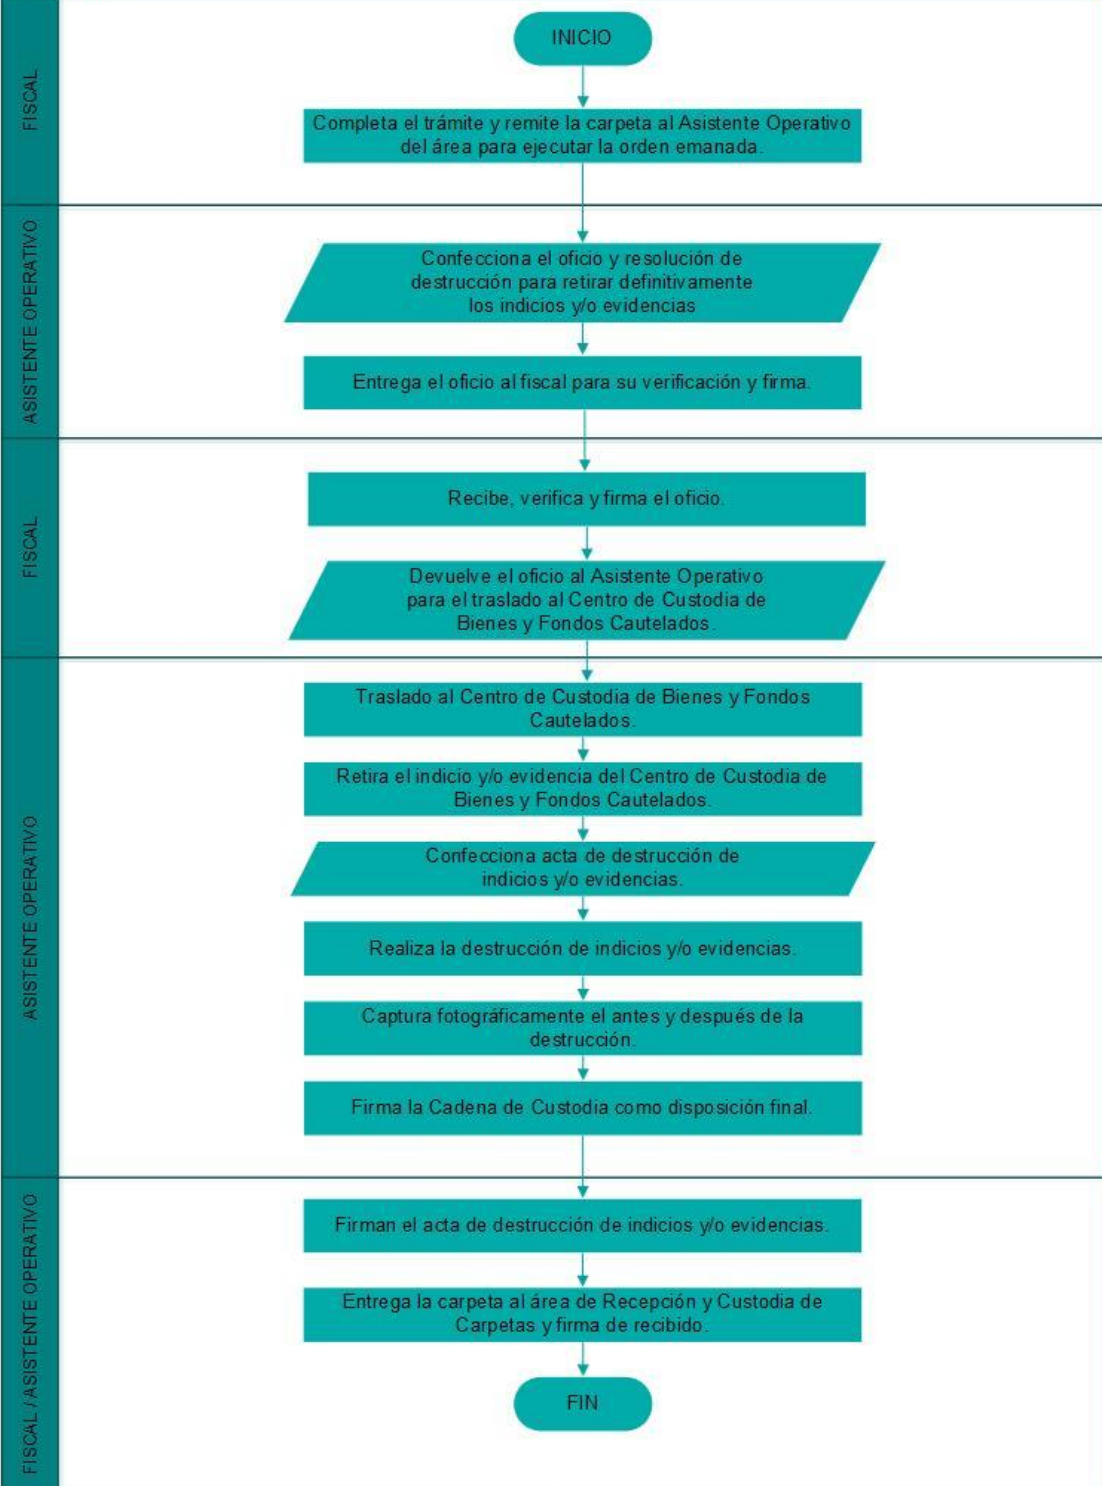 FISCAL
INICIO
Completa el trámite y remite la carpeta al Asistente Operativo
del área para ejecutar la orden emanada.
ASISTENTE OPERATIVO
Confecciona el oficio y resolución de
destrucción para retirar definitivamente
los indicios y/o evidencias
Entrega el oficio al fiscal para su verificación y firma.
FISCAL
Recibe, verifica y firma el oficio.
Devuelve el oficio al Asistente Operativo
para el traslado al Centro de Custodia de
Bienes y Fondos Cautelados.
ASISTENTE OPERATIVO
Traslado al Centro de Custodia de Bienes y Fondos
Cautelados.
Retira el indicio y/o evidencia del Centro de Custodia de
Bienes y Fondos Cautelados.
Confecciona acta de destrucción de
indicios y/o evidencias.
Realiza la destrucción de indicios y/o evidencias.
Captura fotográficamente el antes y después de la
destrucción.
Firma la Cadena de Custodia como disposición final.
FISCAL / ASISTENTE OPERATIVO
Firman el acta de destrucción de indicios y/o evidencias.
Entrega la carpeta al área de Recepción y Custodia de
Carpetas y firma de recibido.
FIN